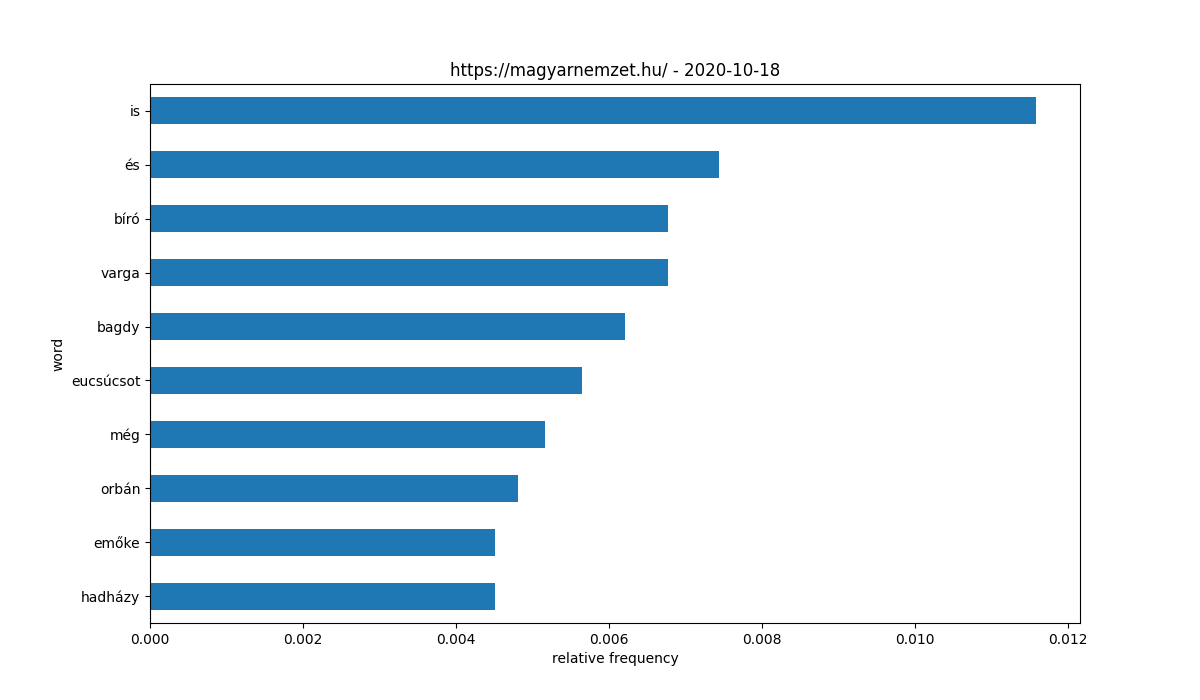 https://magyarnemzet.hu/ - 2020-10-18
is
és
bíró
varga
bagdy
eucsúcsot
még
orbán
emőke
hadházy
word
0.000 0.002 0.004 0.006 0.008 0.010 0.012
relative frequency